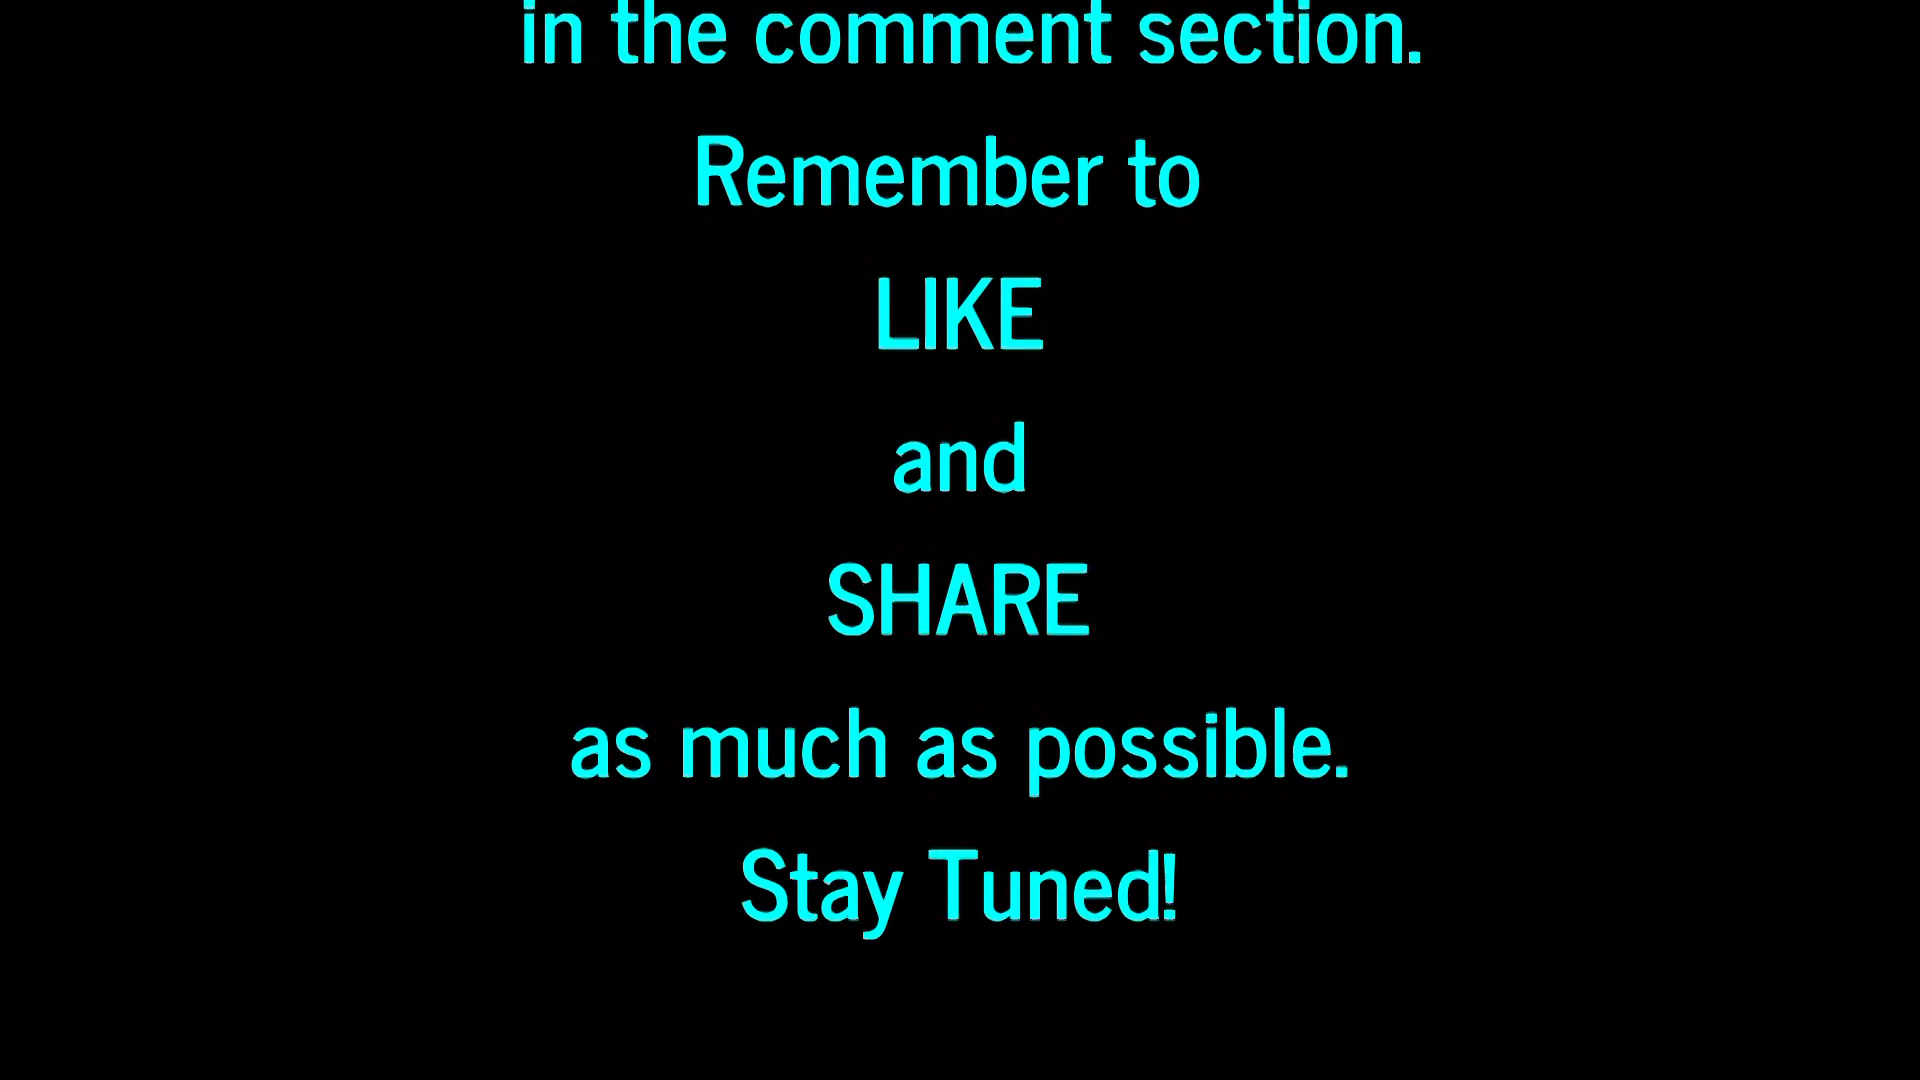 in the comment section.
Remember to
LIKE
and
SHARE
as much as possible.
Stay Tuned!